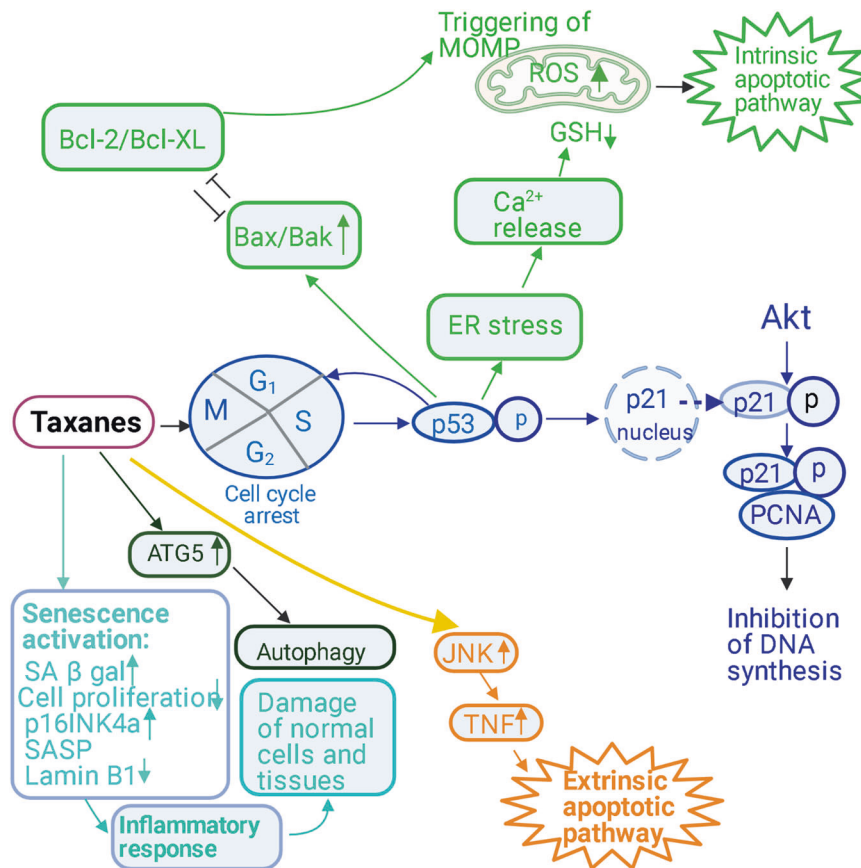 Triggering of
MOMP
ROS
Intrinsic
apoptotic
pathway
Bcl-2/Bcl-XL
GSH
Ca²⁺
release
Bax/Bak
ER stress
Akt
Taxanes
G₁
M
S
G₂
Cell cycle
arrest
p53
p
p21
nucleus
p21
p
p21
p
PCNA
ATG5
Inhibition
of DNA
synthesis
Senescence
activation:
SA β gal
Cell proliferation
p16INK4a
SASP
Lamin B1
Autophagy
Damage
of normal
cells and
tissues
JNK
TNF
Extrinsic
apoptotic
pathway
Inflammatory
response